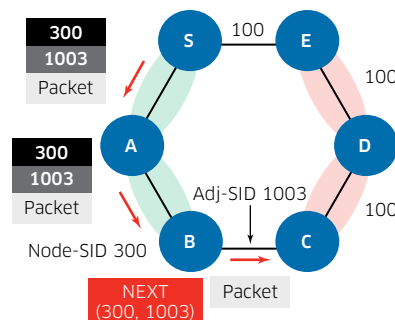 S
100
E
300
1003
Packet
100
A
D
300
1003
Packet
Adj-SID 1003
100
Node-SID 300
B
C
NEXT
(300, 1003)
Packet